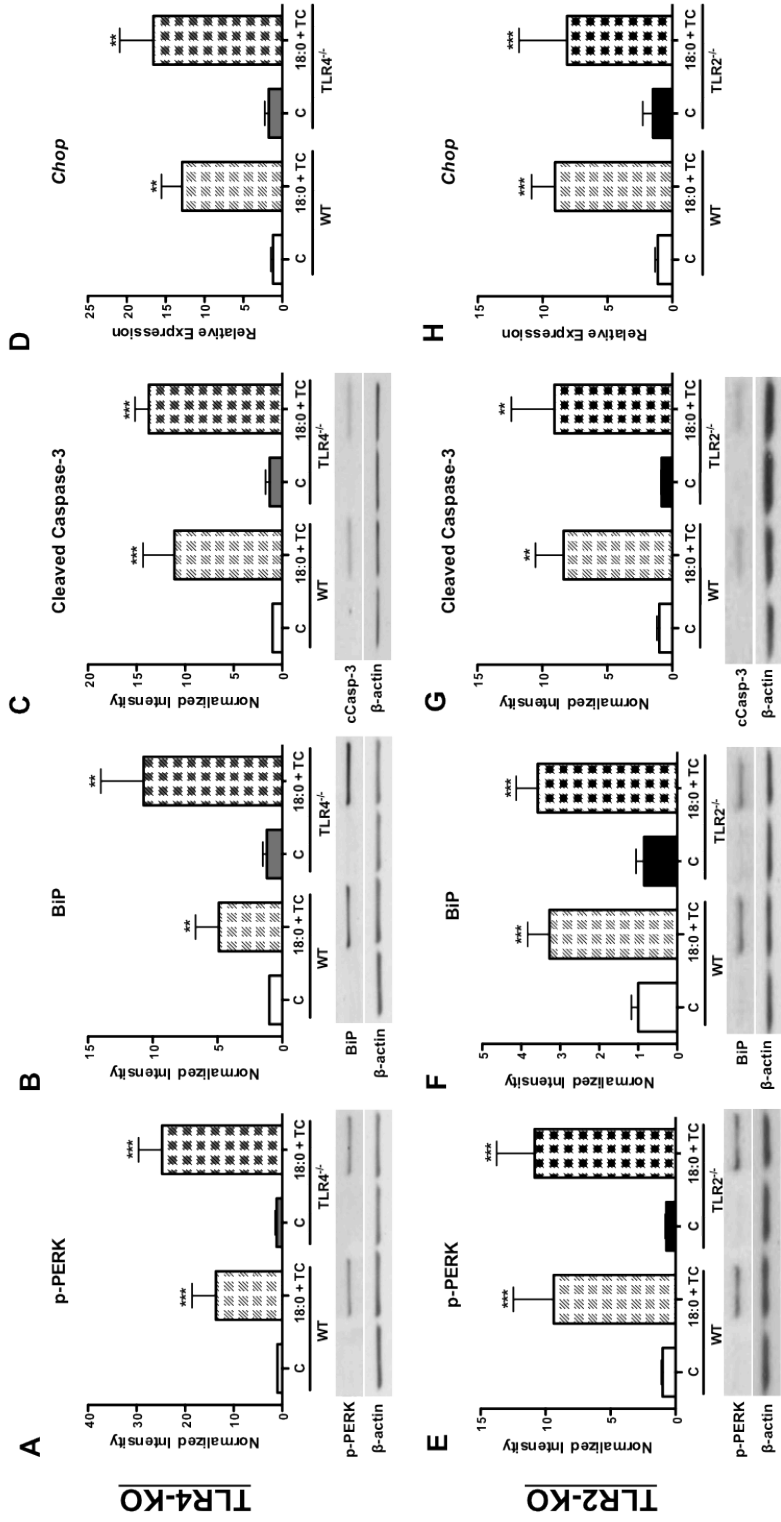 TLR4-KO
A
p-PERK
Normalized Intensity
40
30
20
10
0
C
18:0 + TC
C
18:0 + TC
WT
TLR4-/-
p-PERK
β-actin
B
BiP
Normalized Intensity
15
10
5
0
C
18:0 + TC
C
18:0 + TC
WT
TLR4-/-
BiP
β-actin
C
Cleaved Caspase-3
Normalized Intensity
20
15
10
5
0
C
18:0 + TC
C
18:0 + TC
WT
TLR4-/-
cCasp-3
β-actin
D
Chop
Relative Expression
25
20
15
10
5
0
C
18:0 + TC
C
18:0 + TC
WT
TLR4-/-
*** *** ** ** *** *** ** **
TLR2-KO
E
p-PERK
Normalized Intensity
15
10
5
0
C
18:0 + TC
C
18:0 + TC
WT
TLR2-/-
p-PERK
β-actin
F
BiP
Normalized Intensity
5
4
3
2
1
0
C
18:0 + TC
C
18:0 + TC
WT
TLR2-/-
BiP
β-actin
G
Cleaved Caspase-3
Normalized Intensity
15
10
5
0
C
18:0 + TC
C
18:0 + TC
WT
TLR2-/-
cCasp-3
β-actin
H
Chop
Relative Expression
15
10
5
0
C
18:0 + TC
C
18:0 + TC
WT
TLR2-/-
*** *** *** *** ** ** *** ***